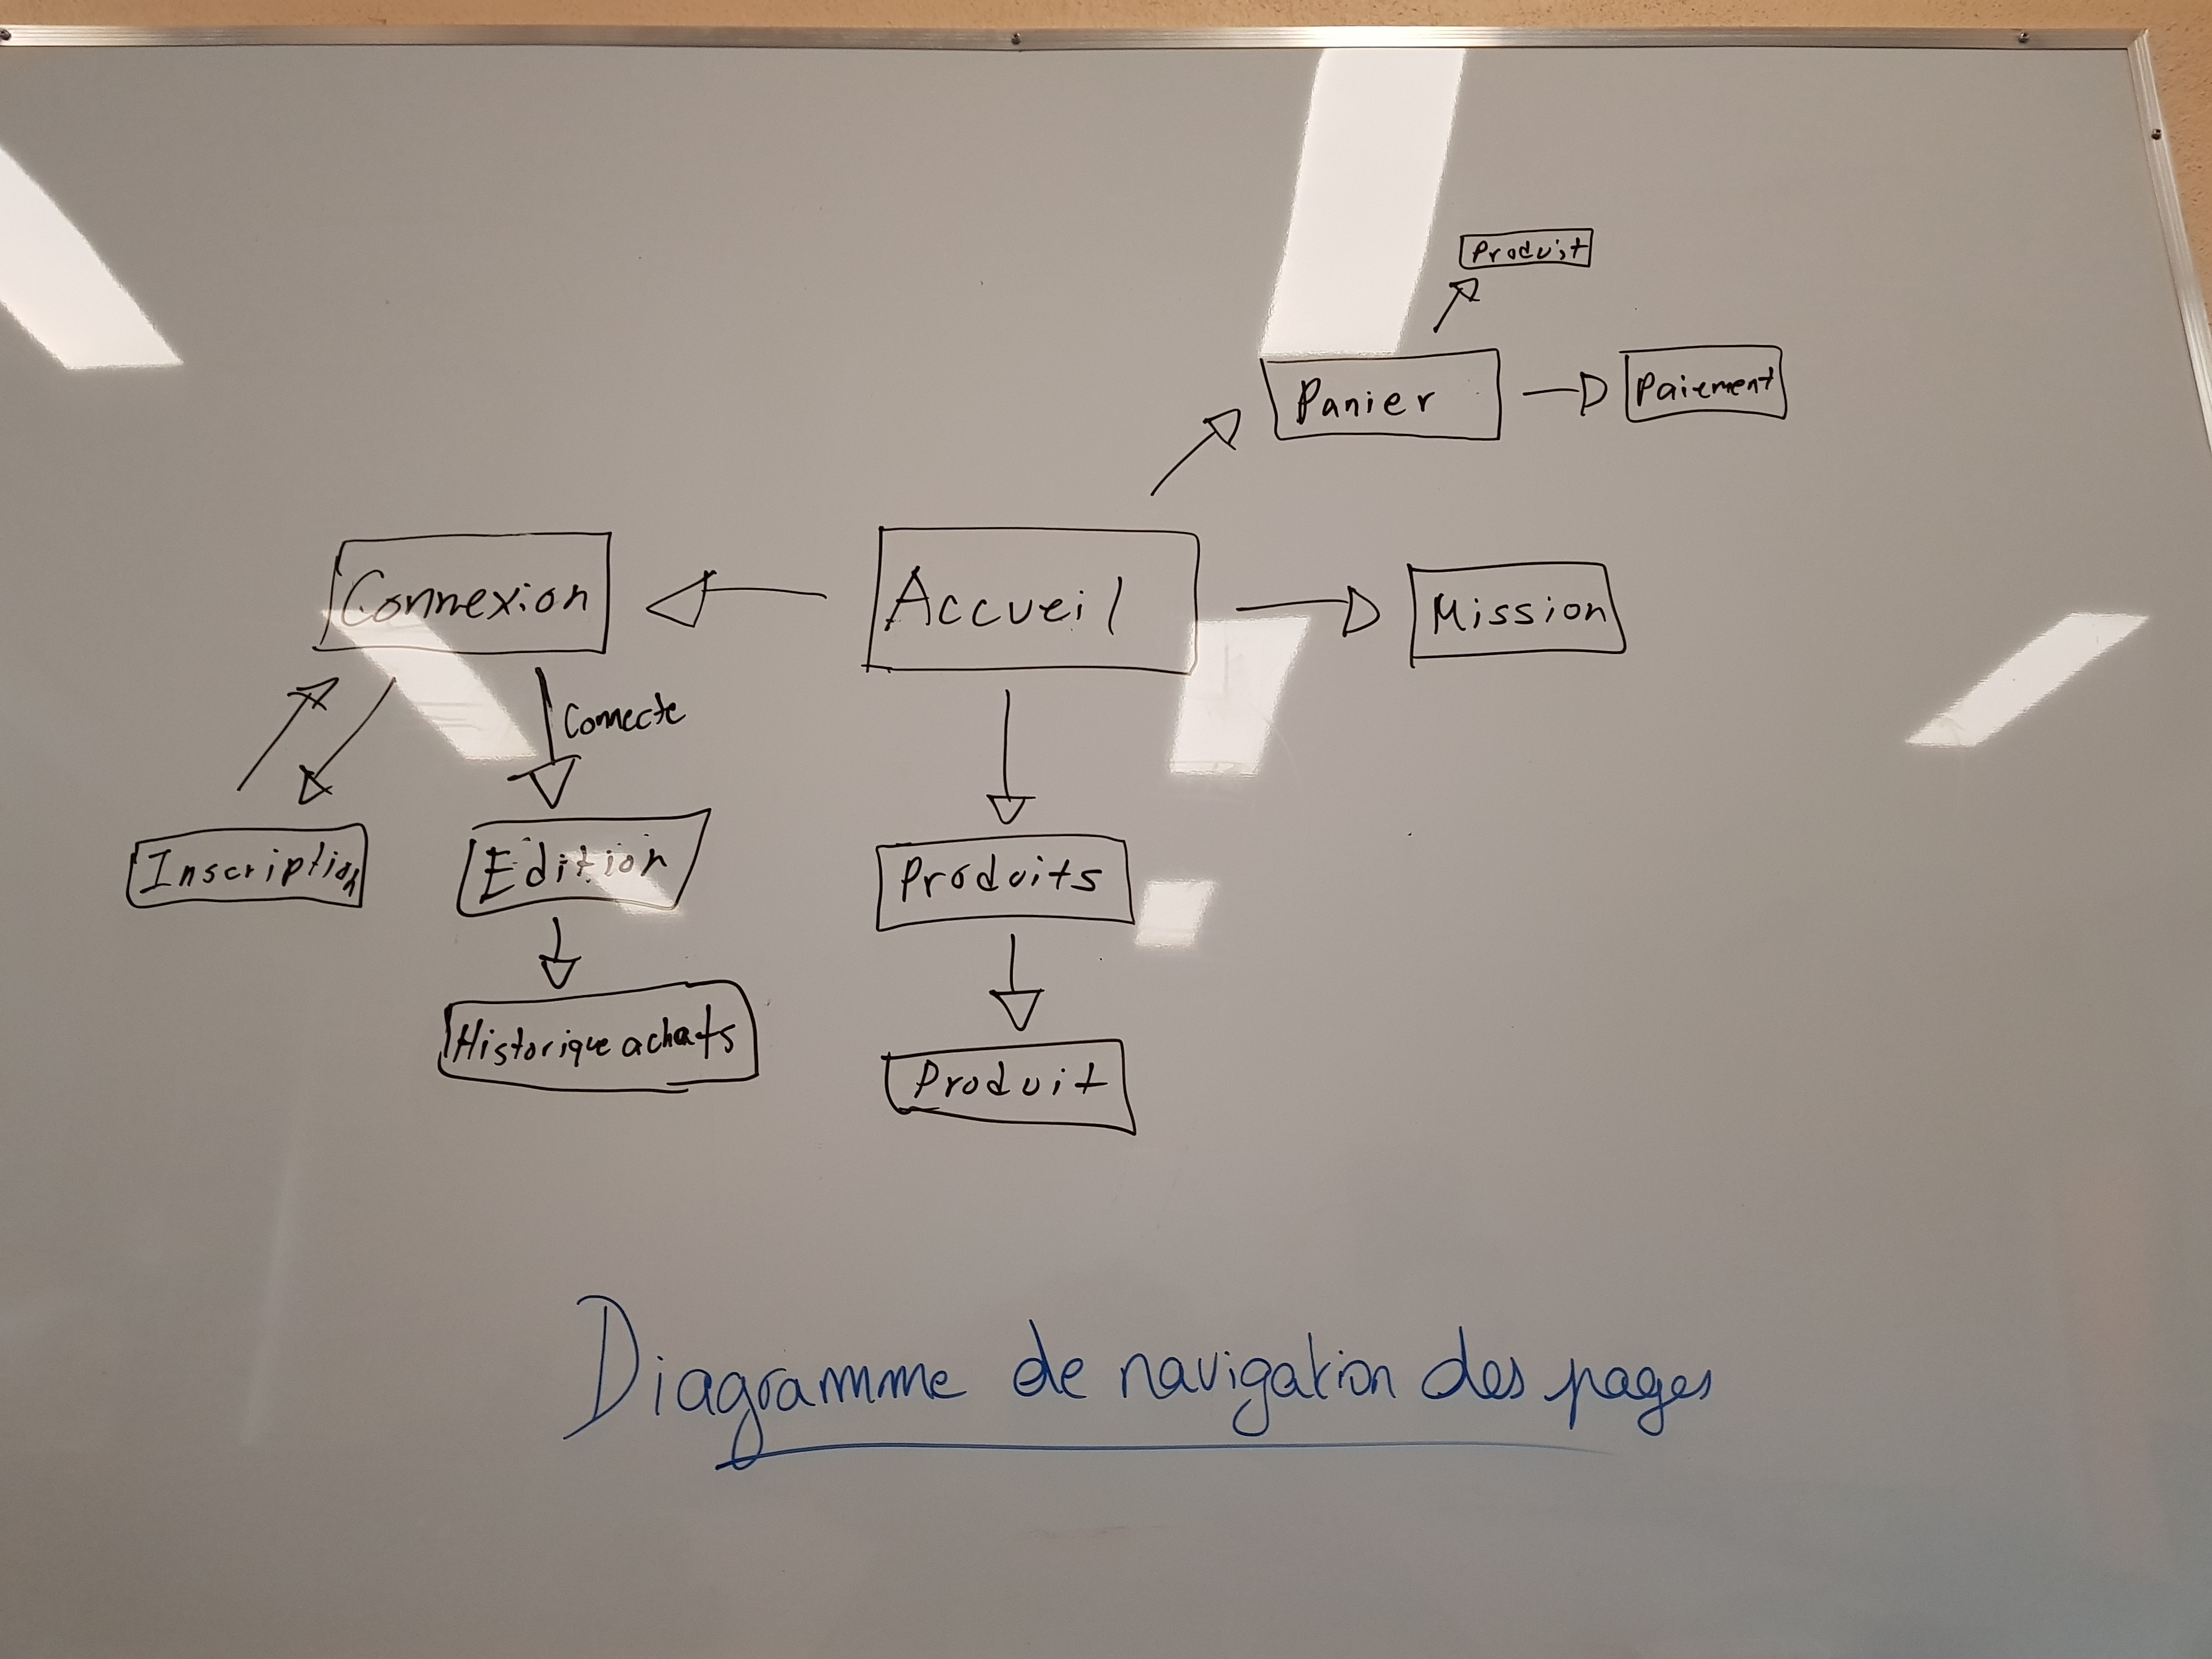 Produit
Panier
Paiement
Connexion
Accueil
Mission
Connecte
Inscription
Edition
Produits
Historique achats
Produit
Diagramme de navigation des pages